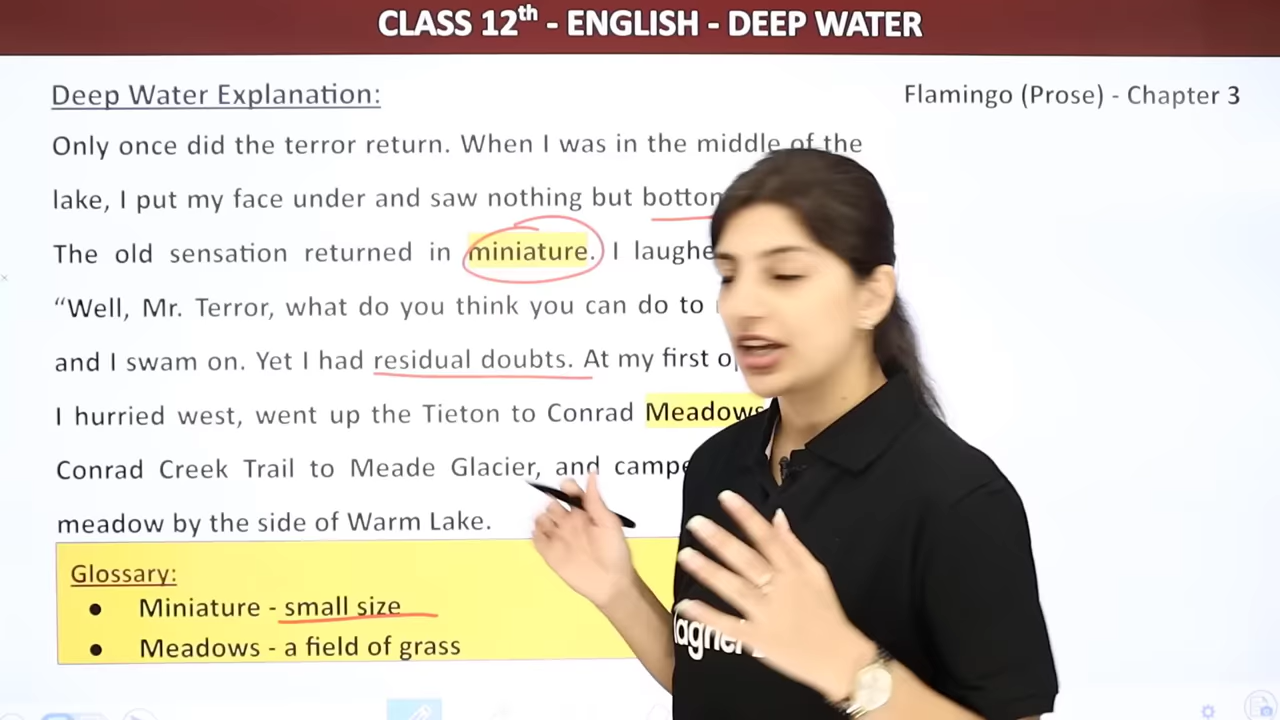 CLASS 12th - ENGLISH - DEEP WATER
Deep Water Explanation:
Flamingo (Prose) - Chapter 3
Only once did the terror return. When I was in the middle of the
lake, I put my face under and saw nothing but
The old sensation returned in miniature. I
“Well, Mr. Terror, what do you think you can do to
and I swam on. Yet I had residual doubts. At my first
I hurried west, went up the Tieton to Conrad Meadows
Conrad Creek Trail to Meade Glacier, and
meadow by the side of Warm Lake.
Glossary:
● Miniature - small size
● Meadows - a field of grass